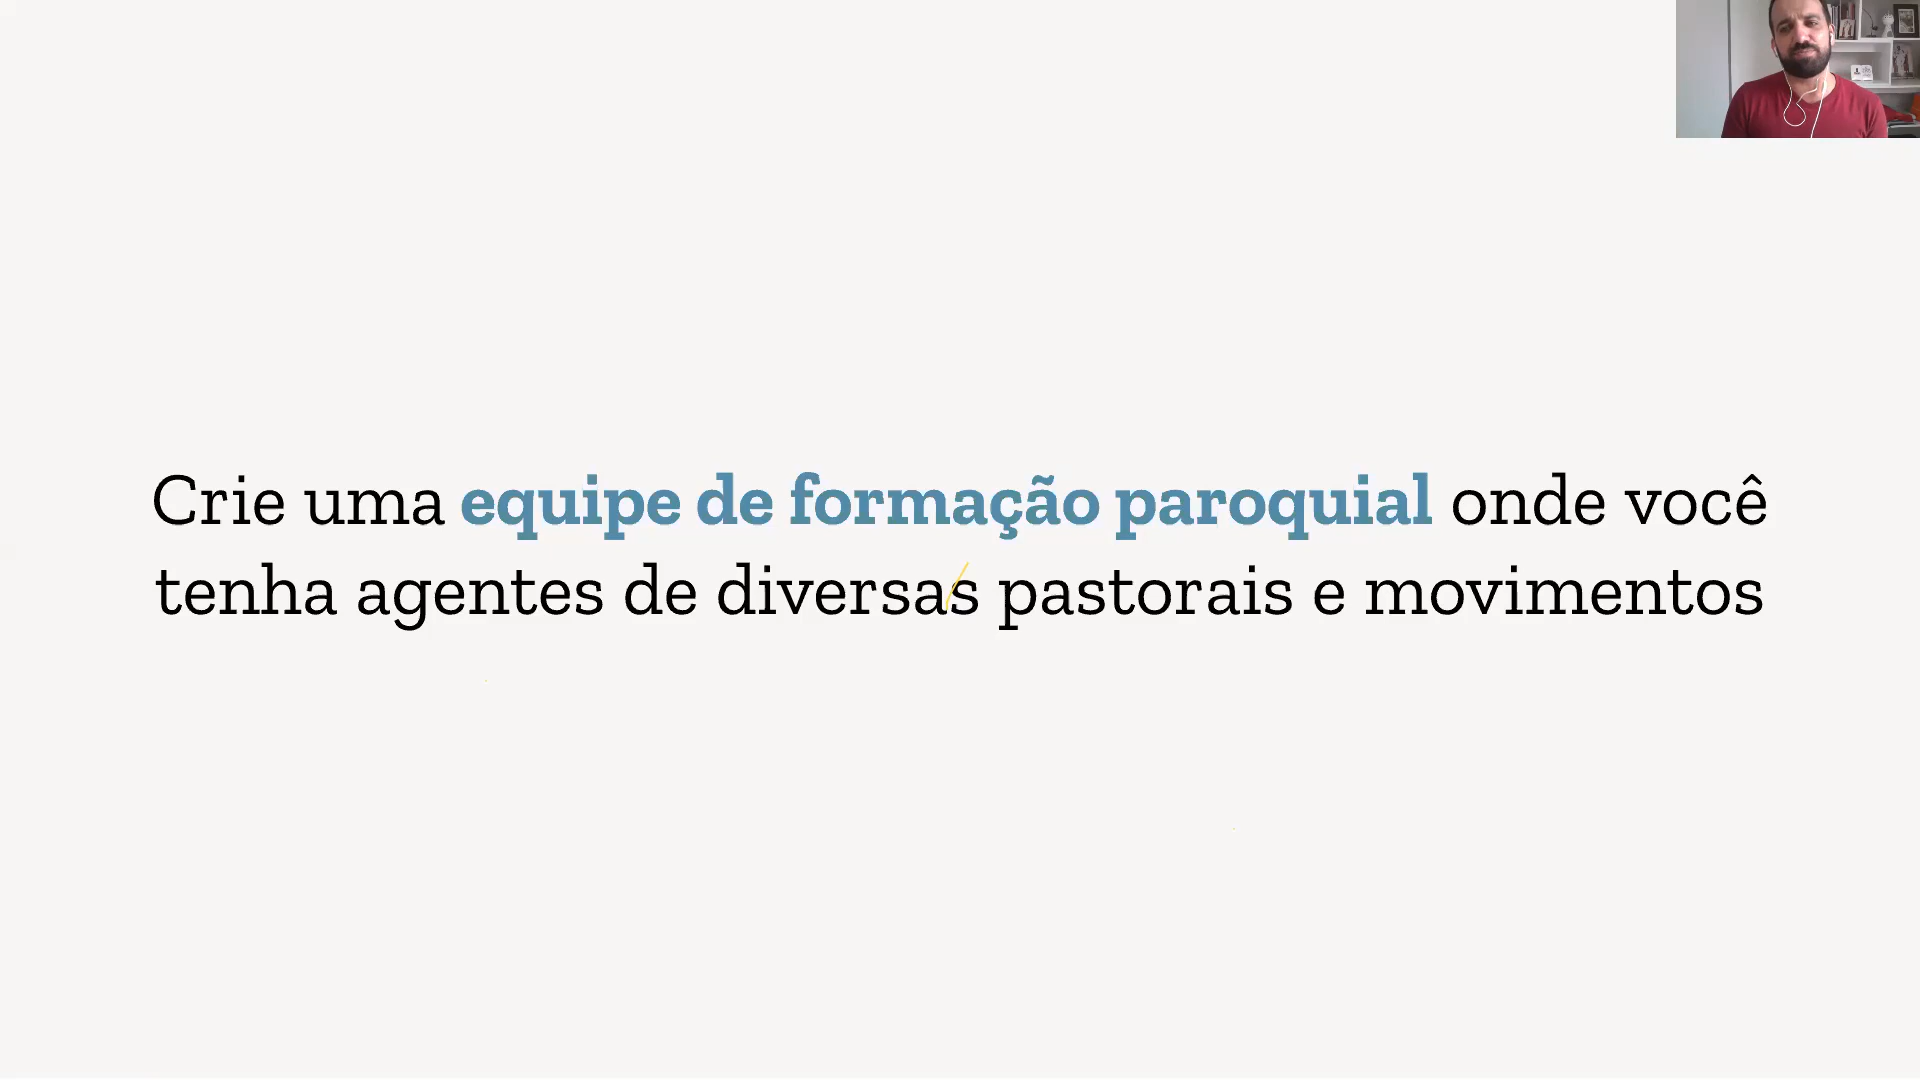 Crie uma equipe de formação paroquial onde você
tenha agentes de diversas pastorais e movimentos